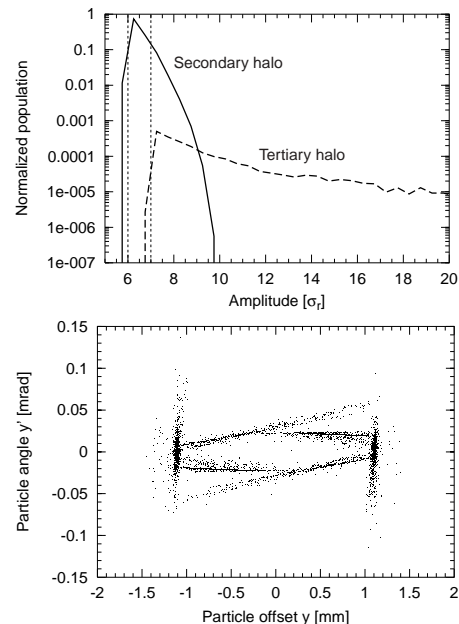 1
0.1
0.01
0.001
0.0001
1e-005
1e-006
1e-007
Normalized population
Secondary halo
Tertiary halo
6 8 10 12 14 16 18 20
Amplitude [σr]
0.15
0.1
0.05
0
-0.05
-0.1
-0.15
Particle angle y' [mrad]
-2 -1.5 -1 -0.5 0 0.5 1 1.5 2
Particle offset y [mm]